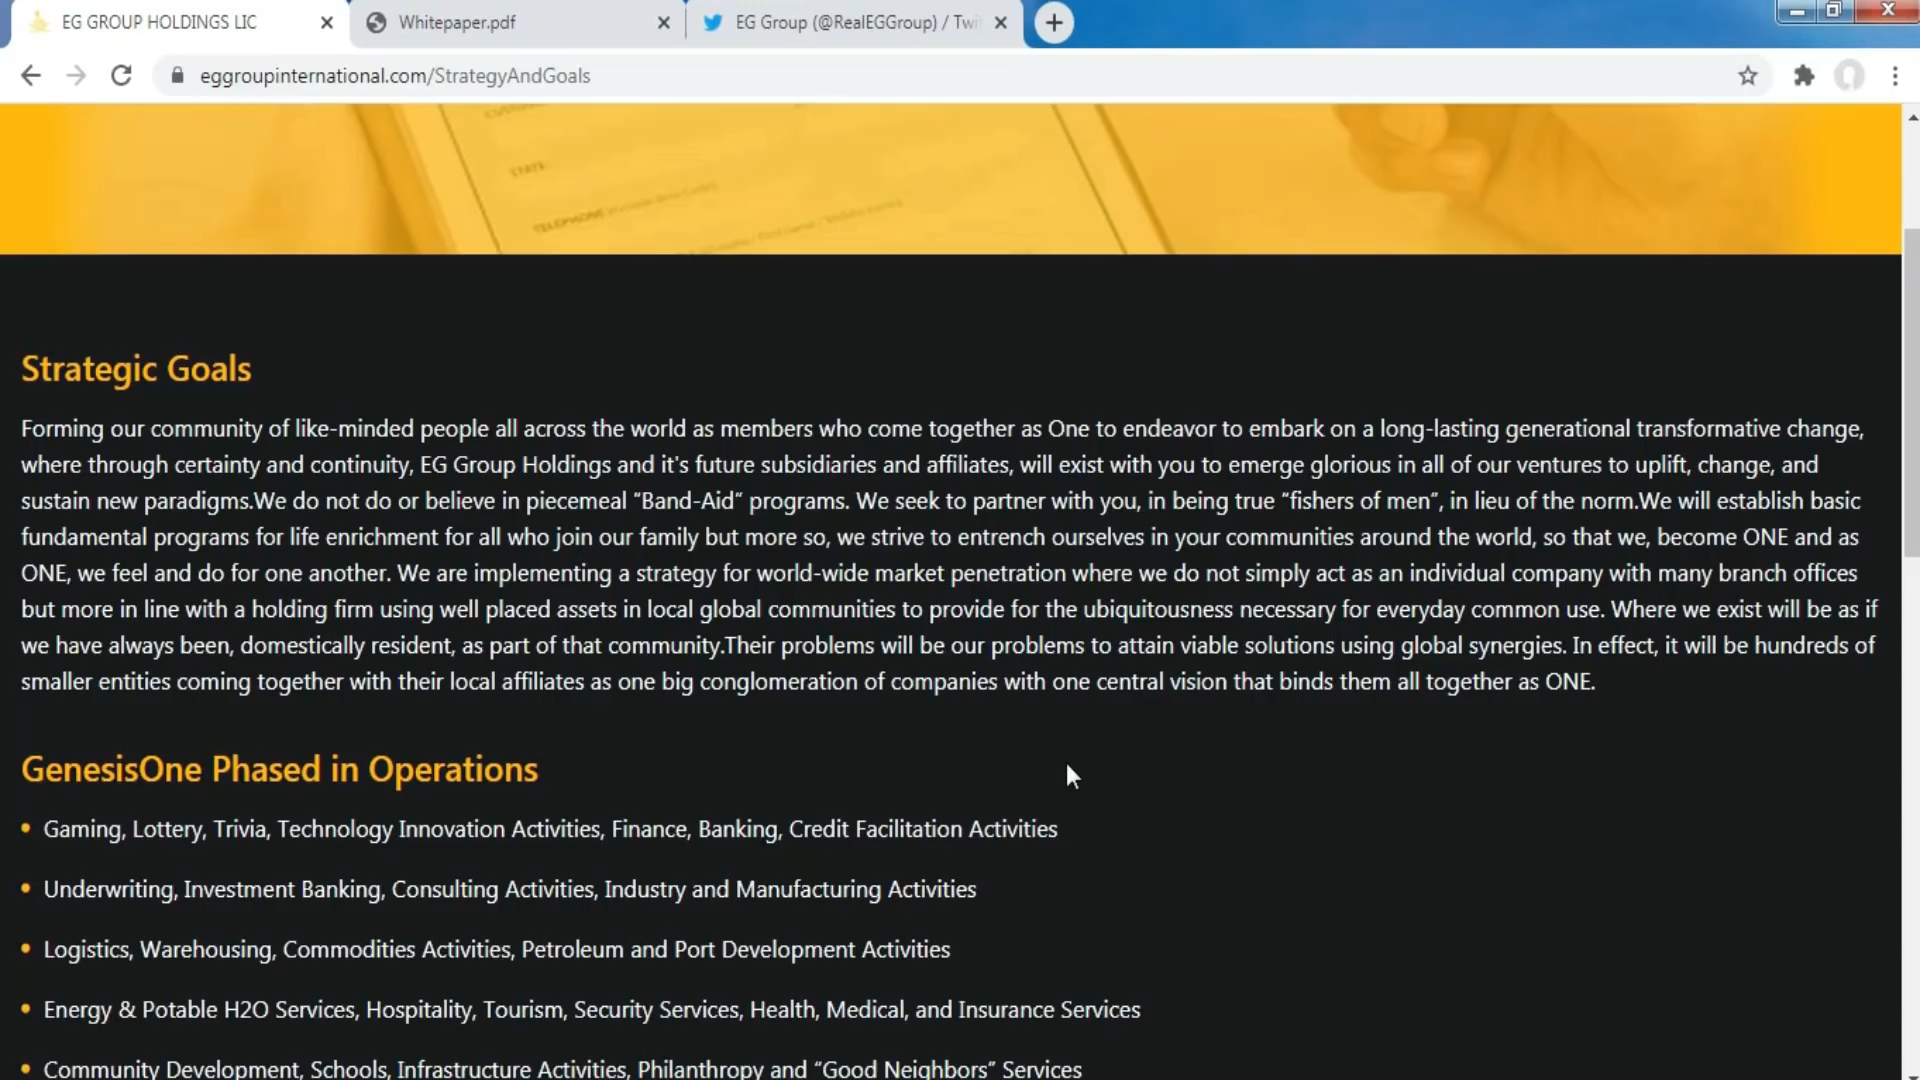 EG GROUP HOLDINGS LIC
Whitepaper.pdf
EG Group (@RealEGGroup) / Twi
eggroupinternational.com/StrategyAndGoals
STATE
TELEPHONE
Strategic Goals
Forming our community of like-minded people all across the world as members who come together as One to endeavor to embark on a long-lasting generational transformative change,
where through certainty and continuity, EG Group Holdings and it's future subsidiaries and affiliates, will exist with you to emerge glorious in all of our ventures to uplift, change, and
sustain new paradigms.We do not do or believe in piecemeal “Band-Aid” programs. We seek to partner with you, in being true “fishers of men”, in lieu of the norm.We will establish basic
fundamental programs for life enrichment for all who join our family but more so, we strive to entrench ourselves in your communities around the world, so that we, become ONE and as
ONE, we feel and do for one another. We are implementing a strategy for world-wide market penetration where we do not simply act as an individual company with many branch offices
but more in line with a holding firm using well placed assets in local global communities to provide for the ubiquitousness necessary for everyday common use. Where we exist will be as if
we have always been, domestically resident, as part of that community.Their problems will be our problems to attain viable solutions using global synergies. In effect, it will be hundreds of
smaller entities coming together with their local affiliates as one big conglomeration of companies with one central vision that binds them all together as ONE.
GenesisOne Phased in Operations
• Gaming, Lottery, Trivia, Technology Innovation Activities, Finance, Banking, Credit Facilitation Activities
• Underwriting, Investment Banking, Consulting Activities, Industry and Manufacturing Activities
• Logistics, Warehousing, Commodities Activities, Petroleum and Port Development Activities
• Energy & Potable H2O Services, Hospitality, Tourism, Security Services, Health, Medical, and Insurance Services
• Community Development, Schools, Infrastructure Activities, Philanthropy and “Good Neighbors” Services